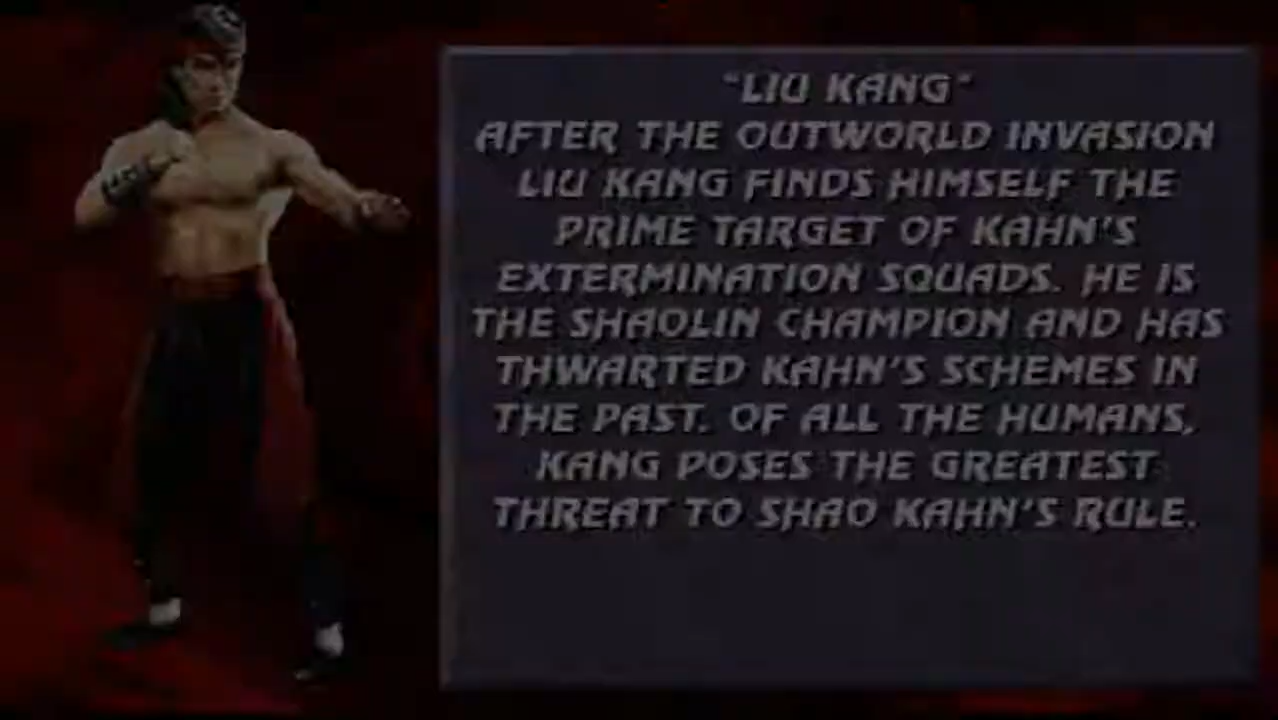 "LIU KANG"
AFTER THE OUTWORLD INVASION
LIU KANG FINDS HIMSELF THE
PRIME TARGET OF KAHN'S
EXTERMINATION SQUADS. HE IS
THE SHAOLIN CHAMPION AND HAS
THWARTED KAHN'S SCHEMES IN
THE PAST. OF ALL THE HUMANS,
KANG POSES THE GREATEST
THREAT TO SHAO KAHN'S RULE.